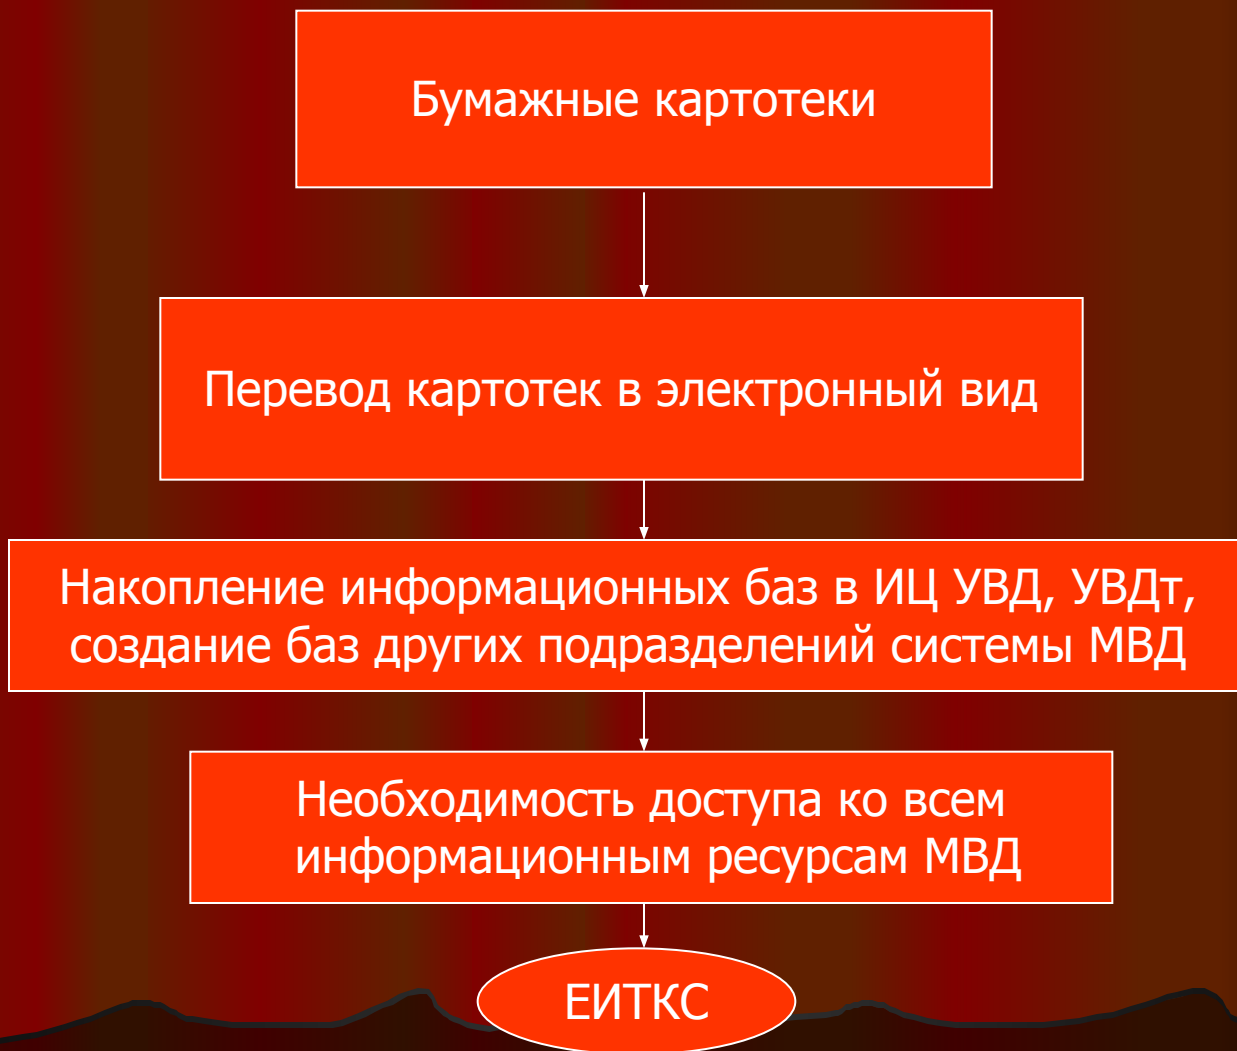 Бумажные картотеки
Перевод картотек в электронный вид
Накопление информационных баз в ИЦ УВД, УВДт,
создание баз других подразделений системы МВД
Необходимость доступа ко всем
информационным ресурсам МВД
ЕИТКС